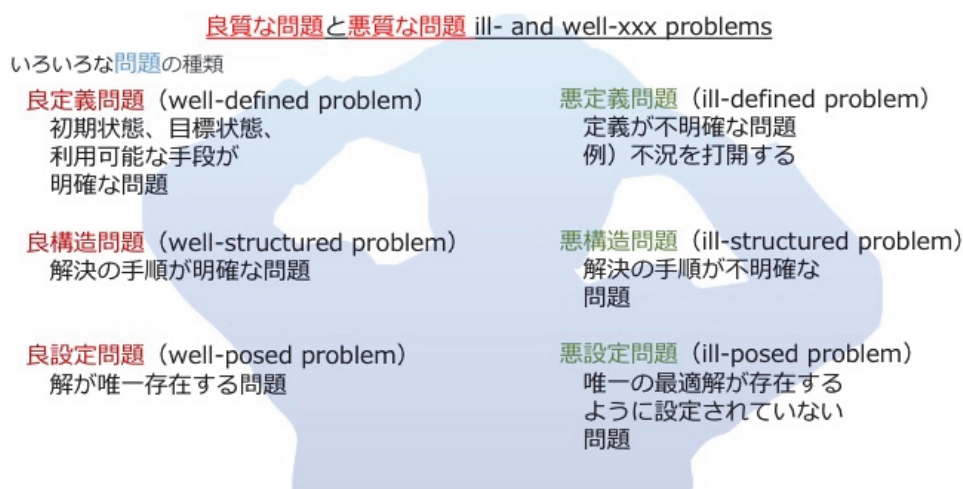 良質な問題と悪質な問題 ill- and well-xxx problems
いろいろな問題の種類
良定義問題（well-defined problem）
初期状態、目標状態、
利用可能な手段が
明確な問題
悪定義問題（ill-defined problem）
定義が不明確な問題
例）不況を打開する
良構造問題（well-structured problem）
解決の手順が明確な問題
悪構造問題（ill-structured problem）
解決の手順が不明確な
問題
良設定問題（well-posed problem）
解が唯一存在する問題
悪設定問題（ill-posed problem）
唯一の最適解が存在する
ように設定されていない
問題